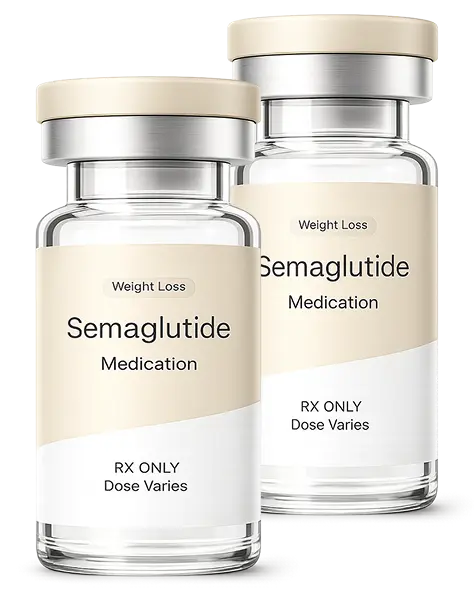 Weight Loss
Semaglutide
Medication
RX ONLY
Dose Varies
Weight Loss
Semaglutide
Medication
RX ONLY
Dose Varies